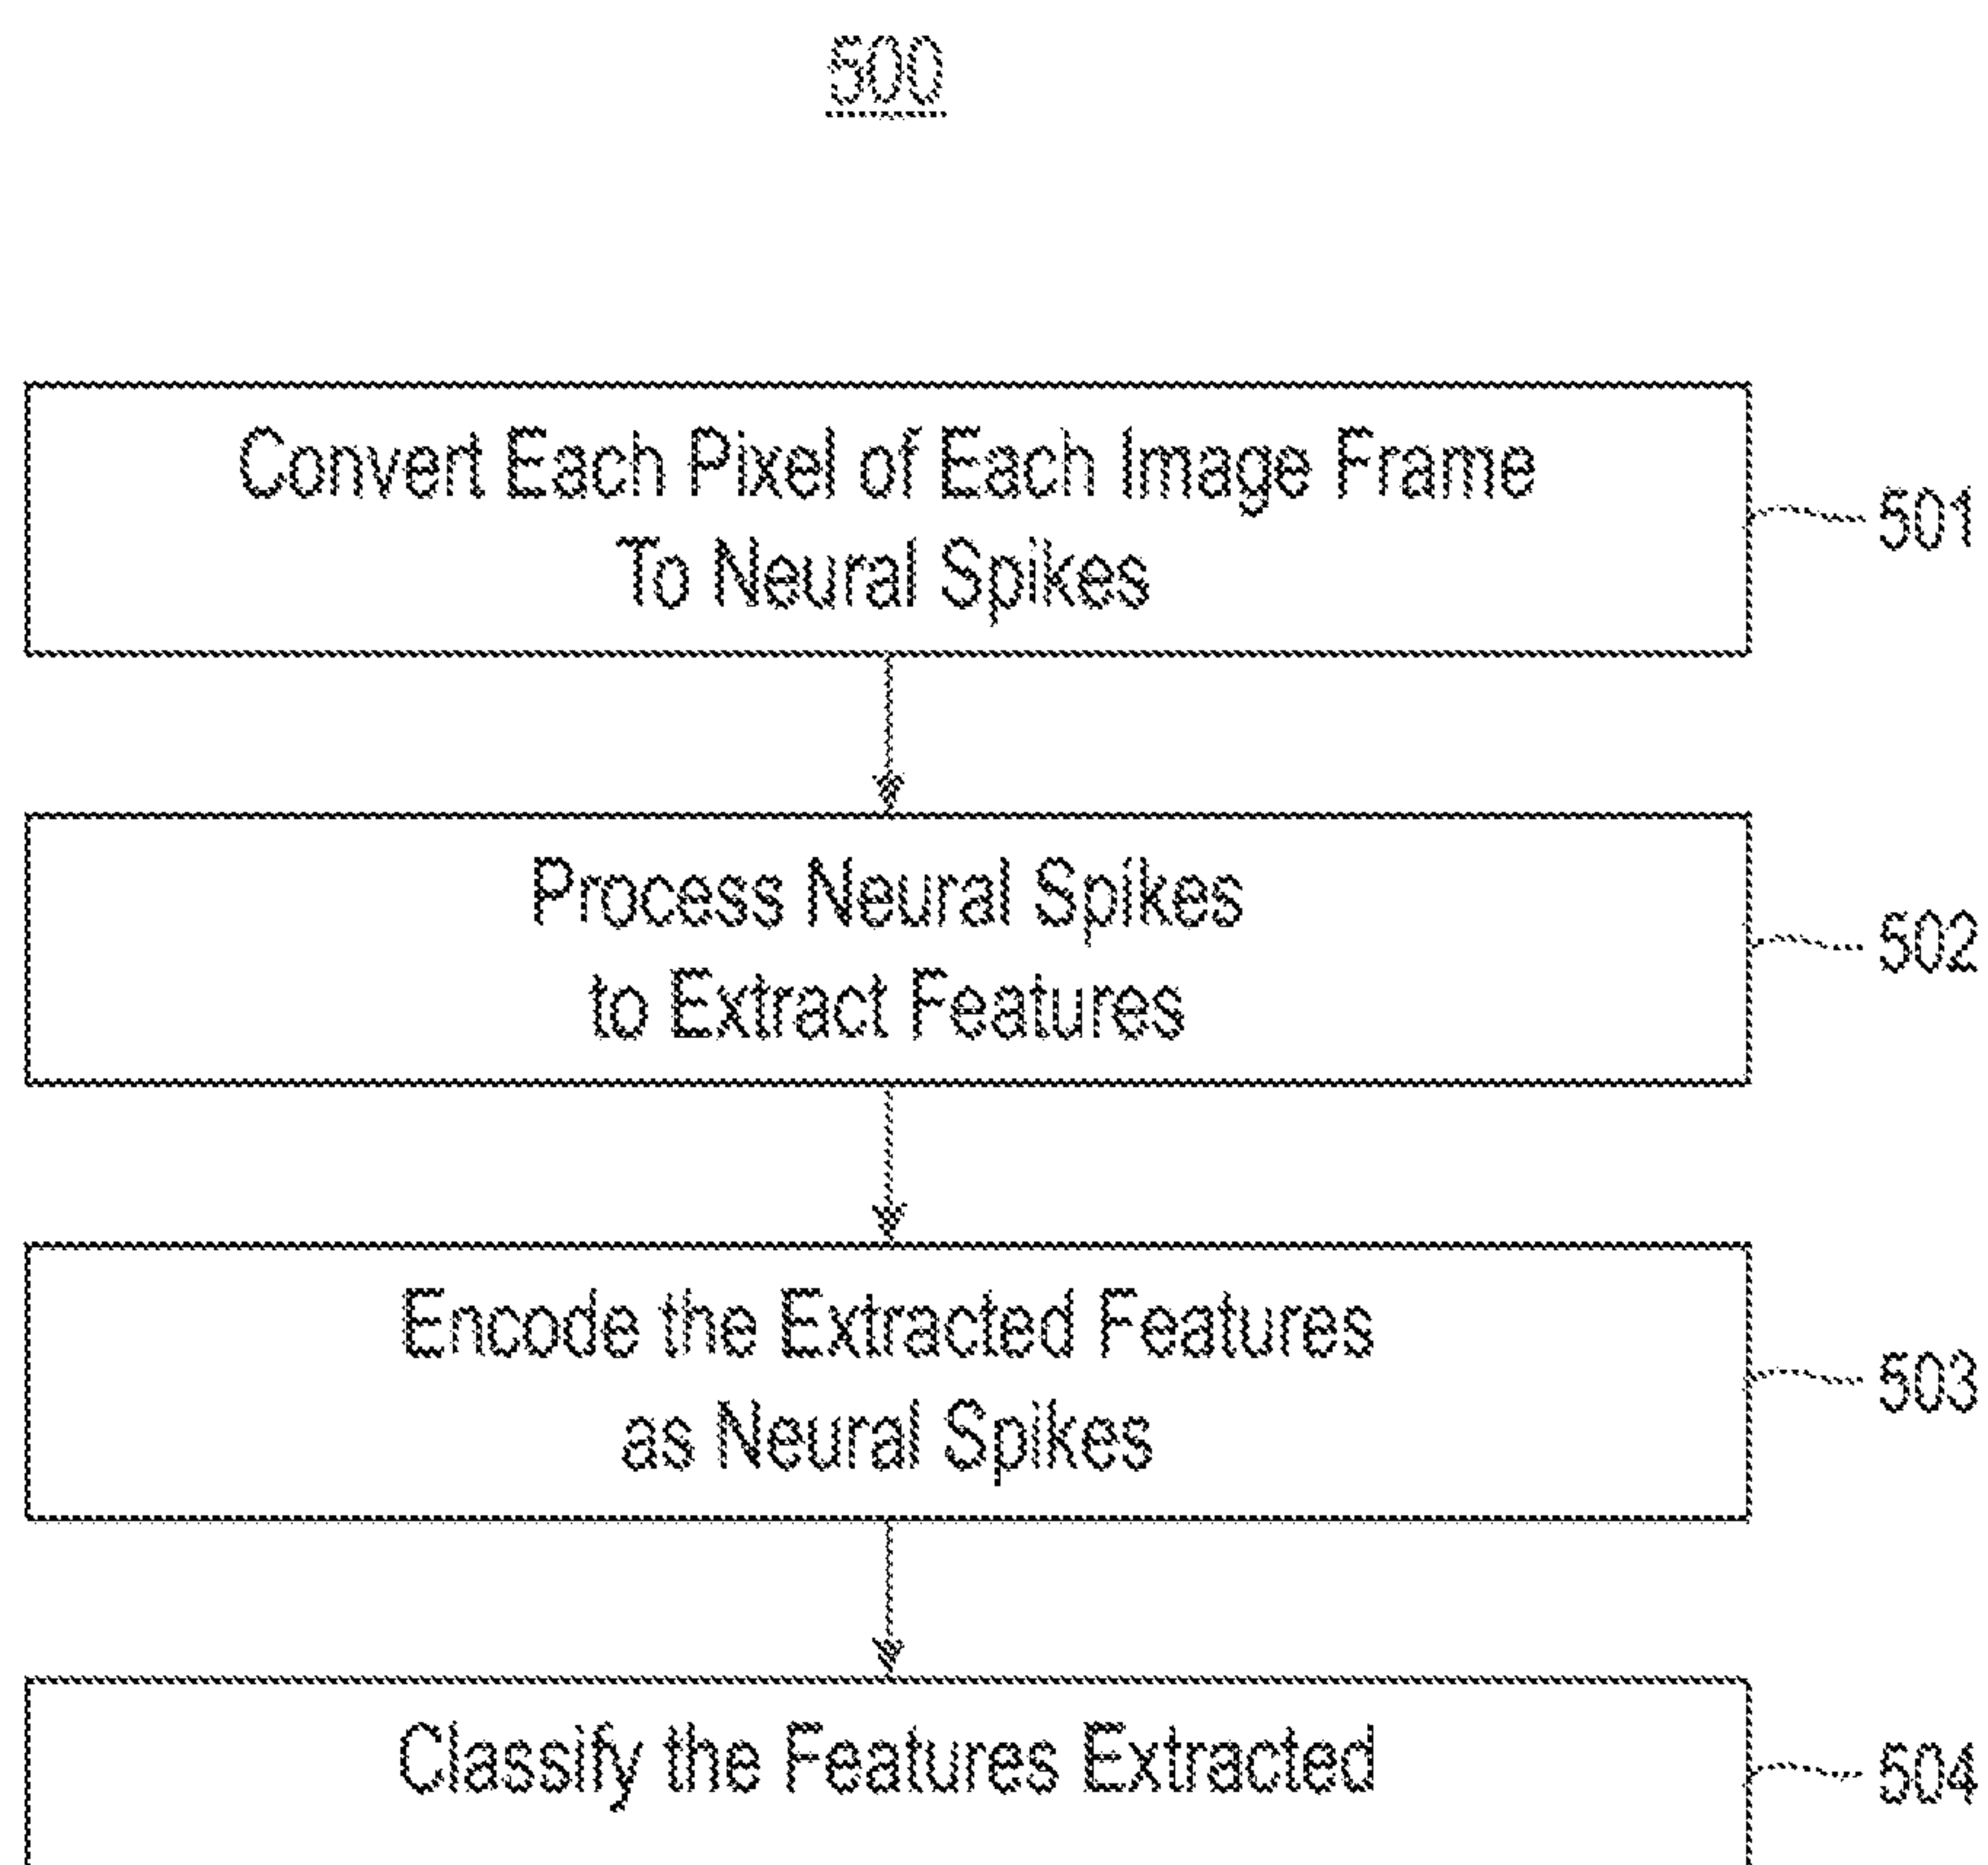 500
Convert Each Pixel of Each Image Frame
To Neural Spikes
501
Process Neural Spikes
to Extract Features
502
Encode the Extracted Features
as Neural Spikes
503
Classify the Features Extracted
504